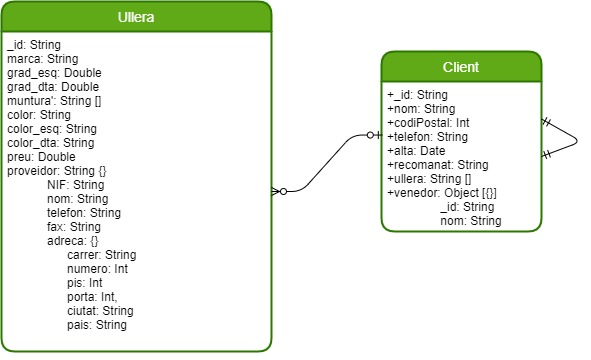 Ullera
_id: String
marca: String
grad_esq: Double
grad_dta: Double
muntura': String []
color: String
color_esq: String
color_dta: String
preu: Double
proveidor: String {}
NIF: String
nom: String
telefon: String
fax: String
adreca: {}
carrer: String
numero: Int
pis: Int
porta: Int,
ciutat: String
pais: String
Client
+_id: String
+nom: String
+codiPostal: Int
+telefon: String
+alta: Date
+recomanat: String
+ullera: String []
+venedor: Object [{}]
_id: String
nom: String